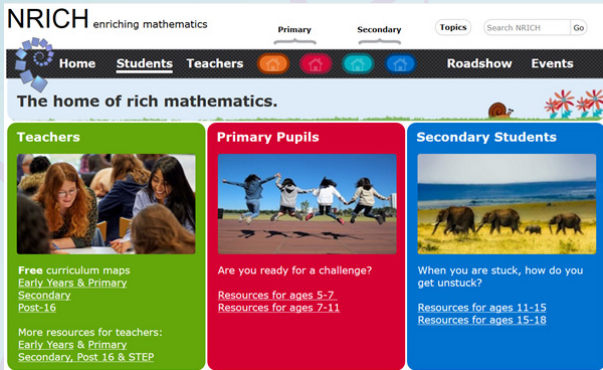 NRICH enriching mathematics
Primary
Secondary
Topics
Search NRICH
Go
Home
Students
Teachers
Roadshow
Events
The home of rich mathematics.
Teachers
Free curriculum maps
Early Years & Primary
Secondary
Post-16
More resources for teachers:
Early Years & Primary
Secondary, Post 16 & STEP
Primary Pupils
Are you ready for a challenge?
Resources for ages 5-7
Resources for ages 7-11
Secondary Students
When you are stuck, how do you
get unstuck?
Resources for ages 11-15
Resources for ages 15-18